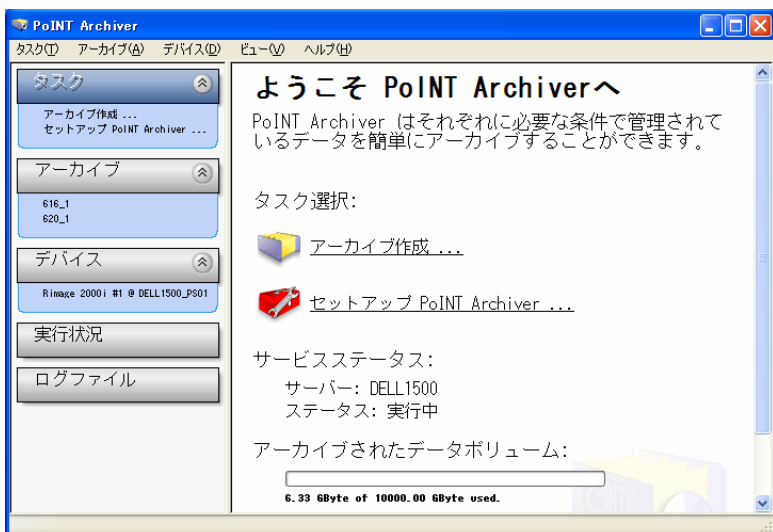 PoINT Archiver
タスク(T) アーカイブ(A) デバイス(D) ビュー(V) ヘルプ(H)
タスク
アーカイブ作成 ...
セットアップ PoINT Archiver ...
アーカイブ
616_1
620_1
デバイス
Rimage 2000i #1 @ DELL1500_PS01
実行状況
ログファイル
ようこそ PoINT Archiverへ
PoINT Archiver はそれぞれに必要な条件で管理されて
いるデータを簡単にアーカイブすることができます。
タスク選択:
アーカイブ作成 ...
セットアップ PoINT Archiver ...
サービスステータス:
サーバー: DELL1500
ステータス: 実行中
アーカイブされたデータボリューム:
6.33 GByte of 10000.00 GByte used.